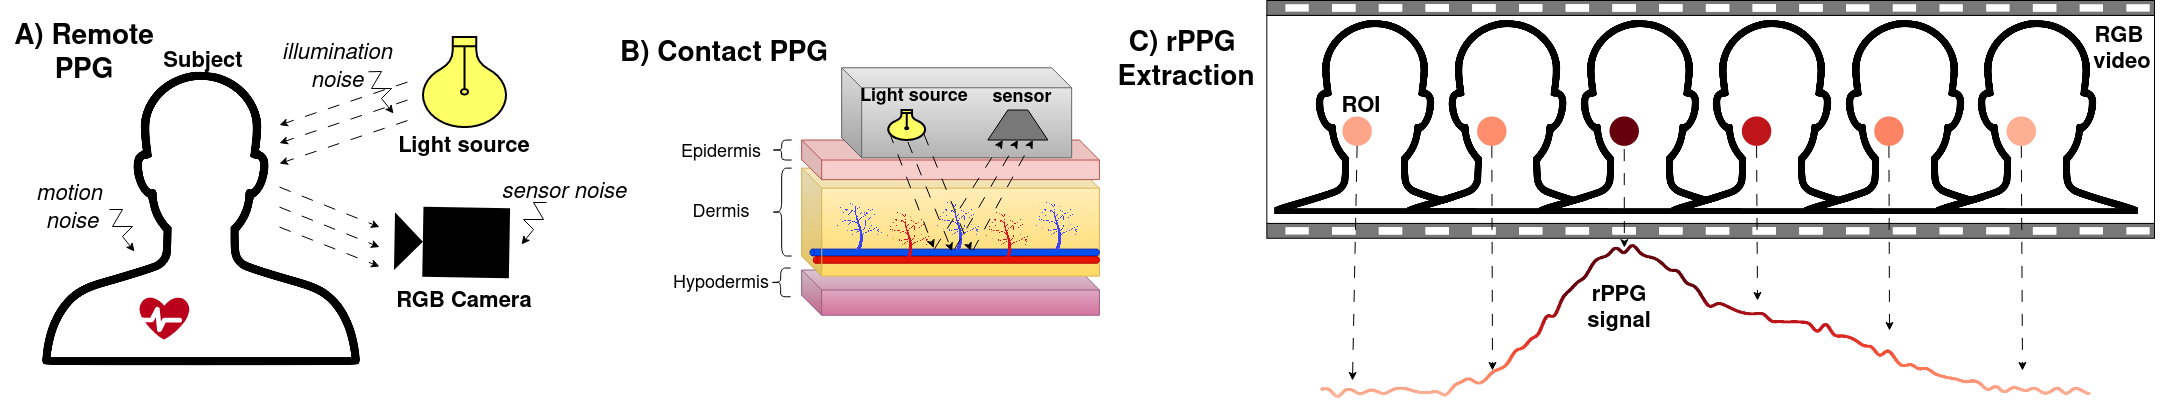 A) Remote
PPG
Subject
illumination
noise
Light source
motion
noise
sensor noise
RGB Camera
B) Contact PPG
Light source
sensor
Epidermis
Dermis
Hypodermis
C) rPPG
Extraction
RGB
video
ROI
rPPG
signal